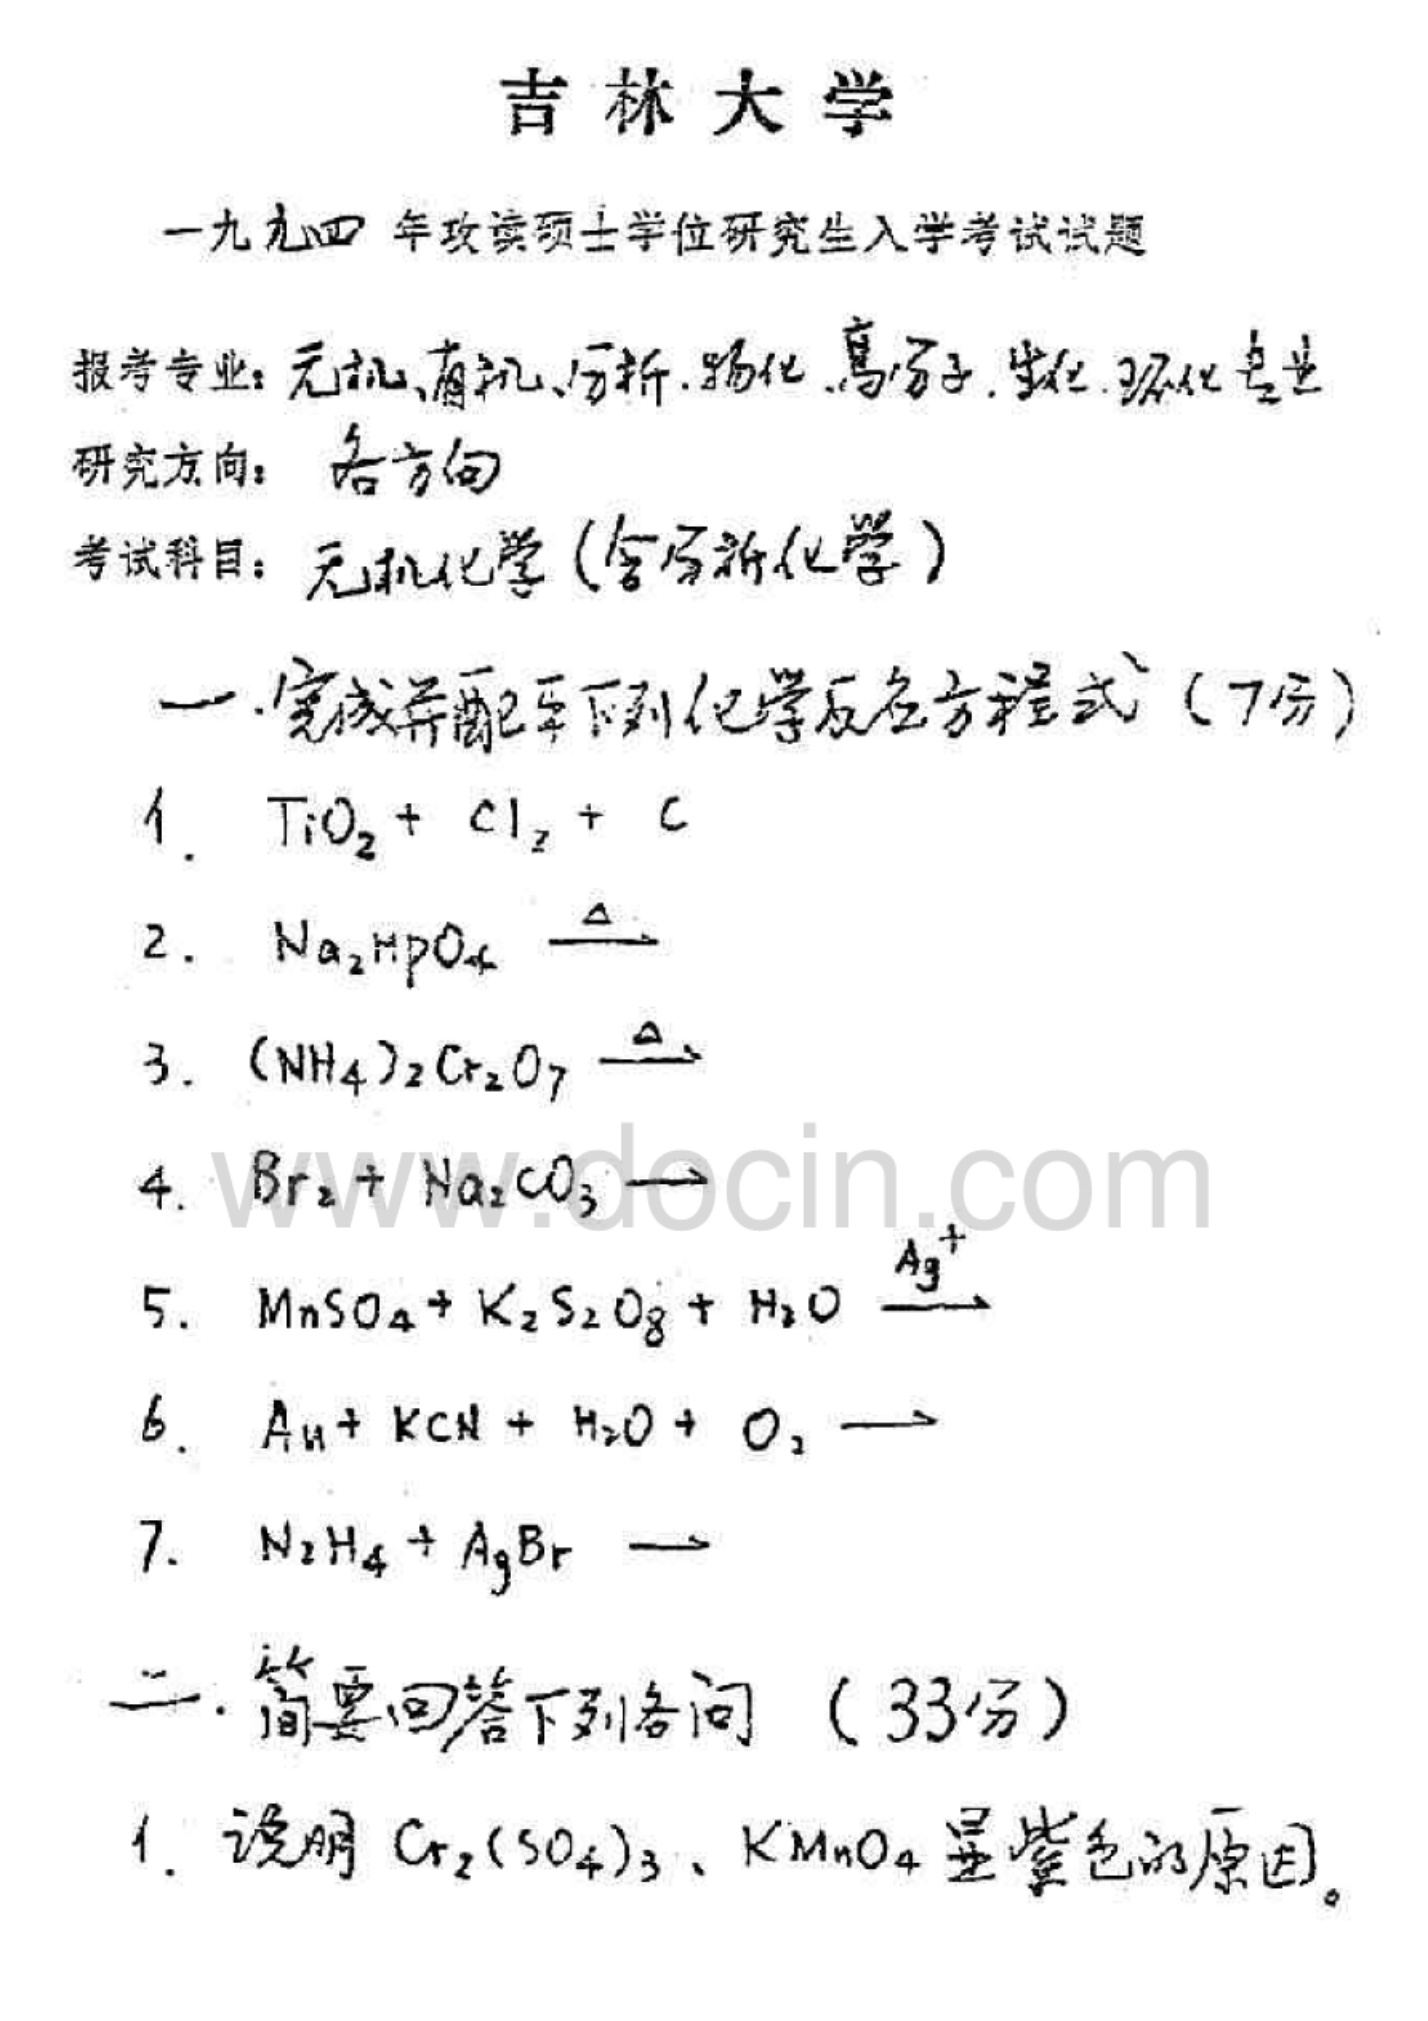 吉林大学
一九九四 年攻读硕士学位研究生入学考试试题
报考专业：无机、有机、分析、物化、高分子、生化、环化专业
研究方向： 各方向
考试科目： 无机化学（含分析化学）
一．完成并配平下列化学反应方程式（7分）
1. TiO₂ + Cl₂ + C
2. Na₂HPO₄ —△→
3. (NH₄)₂Cr₂O₇ —△→
4. Br₂ + Na₂CO₃ →
www.docin.com
5. MnSO₄ + K₂S₂O₈ + H₂O —Ag⁺→
6. Au + KCN + H₂O + O₂ →
7. N₂H₄ + AgBr →
二．简要回答下列各问（33分）
1. 说明 Cr₂(SO₄)₃、KMnO₄ 显紫色的原因。